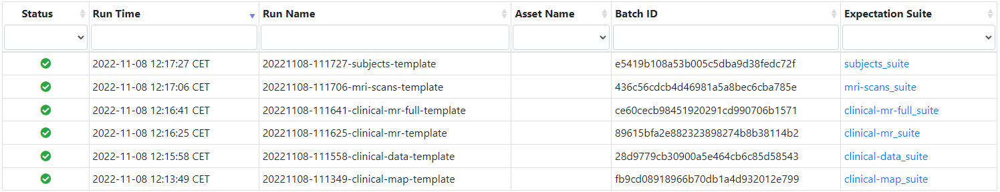 Status Run Time Run Name Asset Name Batch ID Expectation Suite
2022-11-08 12:17:27 CET 20221108-111727-subjects-template e5419b108a53b005c5dba9d38fedc72f subjects_suite
2022-11-08 12:17:06 CET 20221108-111706-mri-scans-template 436c56cdcb4d46981a5a8bec6cba785e mri-scans_suite
2022-11-08 12:16:41 CET 20221108-111641-clinical-mr-full-template ce60cecb98451920291cd990706b1571 clinical-mr-full_suite
2022-11-08 12:16:25 CET 20221108-111625-clinical-mr-template 89615bfa2e882323898274b8b38114b2 clinical-mr_suite
2022-11-08 12:15:58 CET 20221108-111558-clinical-data-template 28d9779cb30900a5e464cb6c85d58543 clinical-data_suite
2022-11-08 12:13:49 CET 20221108-111349-clinical-map-template fb9cd08918966b70db1a4d932012e799 clinical-map_suite